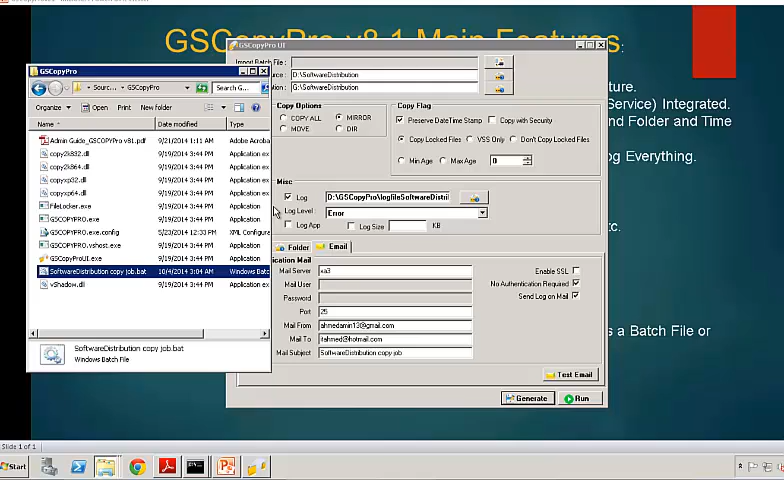 GSCopyPro v8.1 Main Features:
GSCopyPro UI
Import Batch File :
ource : D:\SoftwareDistribution
ation : G:\SoftwareDistribution
Copy Options
COPY ALL
MIRROR
MOVE
DIR
Copy Flag
Preserve DateTime Stamp
Copy with Security
Copy Locked Files
VSS Only
Don't Copy Locked Files
Min Age
Max Age
0
Misc
Log
D:\GSCopyPro\logfileSoftwareDistril
Log Level :
Error
Log App
Log Size
KB
Folder
Email
ication Mail
Mail Server
xa3
Enable SSL
Mail User
No Authentication Required
Password
Send Log on Mail
Port
25
Mail From
ahmedamin13@gmail.com
Mail To
rahmed@hotmail.com
Mail Subject
SoftwareDistribution copy job
Test Email
Generate
Run
GSCopyPro
Sourc...
GSCopyPro
Search G...
Organize
Open
Print
New folder
Name
Date modified
Type
Admin Guide_GSCOPYPro v81.pdf 9/21/2014 1:11 AM Adobe Acroba
copy2k832.dll 9/19/2014 3:44 PM Application ex
copy2k864.dll 9/19/2014 3:44 PM Application ex
copyxp32.dll 9/19/2014 3:44 PM Application ex
copyxp64.dll 9/19/2014 3:44 PM Application ex
FileLocker.exe 9/19/2014 3:44 PM Application
GSCOPYPRO.exe 9/19/2014 3:44 PM Application
GSCOPYPRO.exe.config 5/23/2014 12:33 PM XML Configura
GSCOPYPRO.vshost.exe 9/19/2014 3:44 PM Application
GSCopyProUI.exe 9/19/2014 3:44 PM Application
SoftwareDistribution copy job.bat 10/4/2014 3:04 AM Windows Batc
vShadow.dll 9/19/2014 3:44 PM Application ex
SoftwareDistribution copy job.bat
Windows Batch File
ture.
Service) Integrated.
nd Folder and Time
og Everything.
tc.
s a Batch File or
Slide 1 of 1
Start